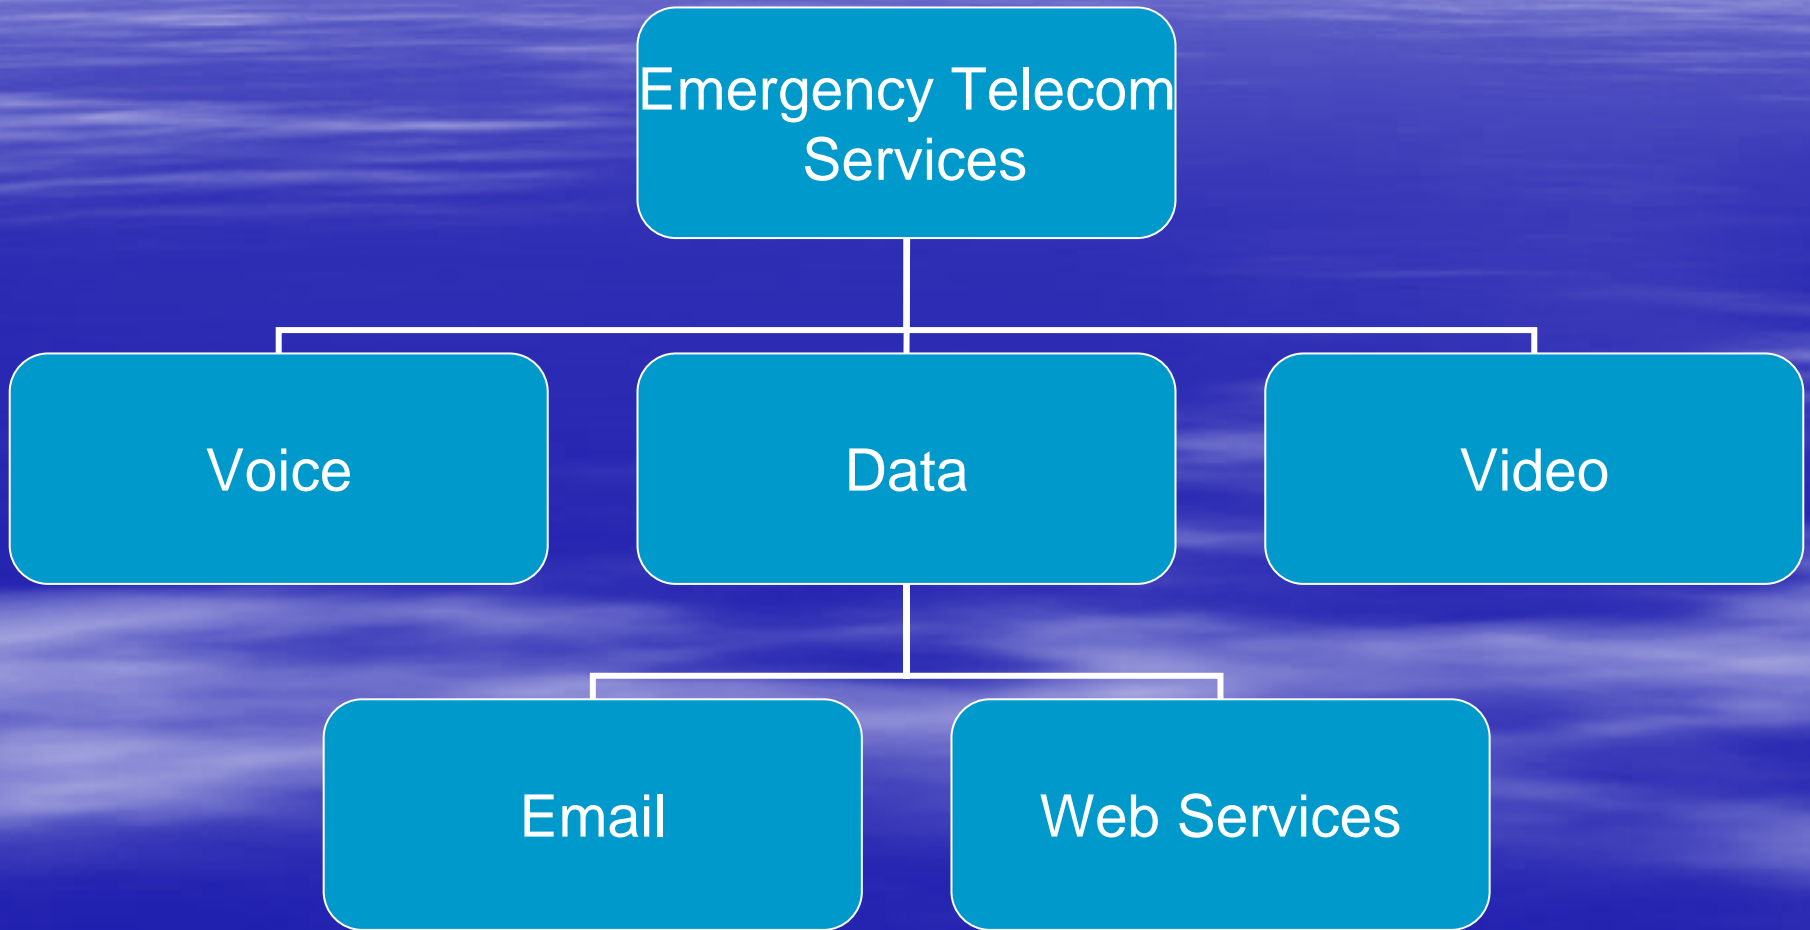 Emergency Telecom
Services
Voice
Data
Video
Email
Web Services